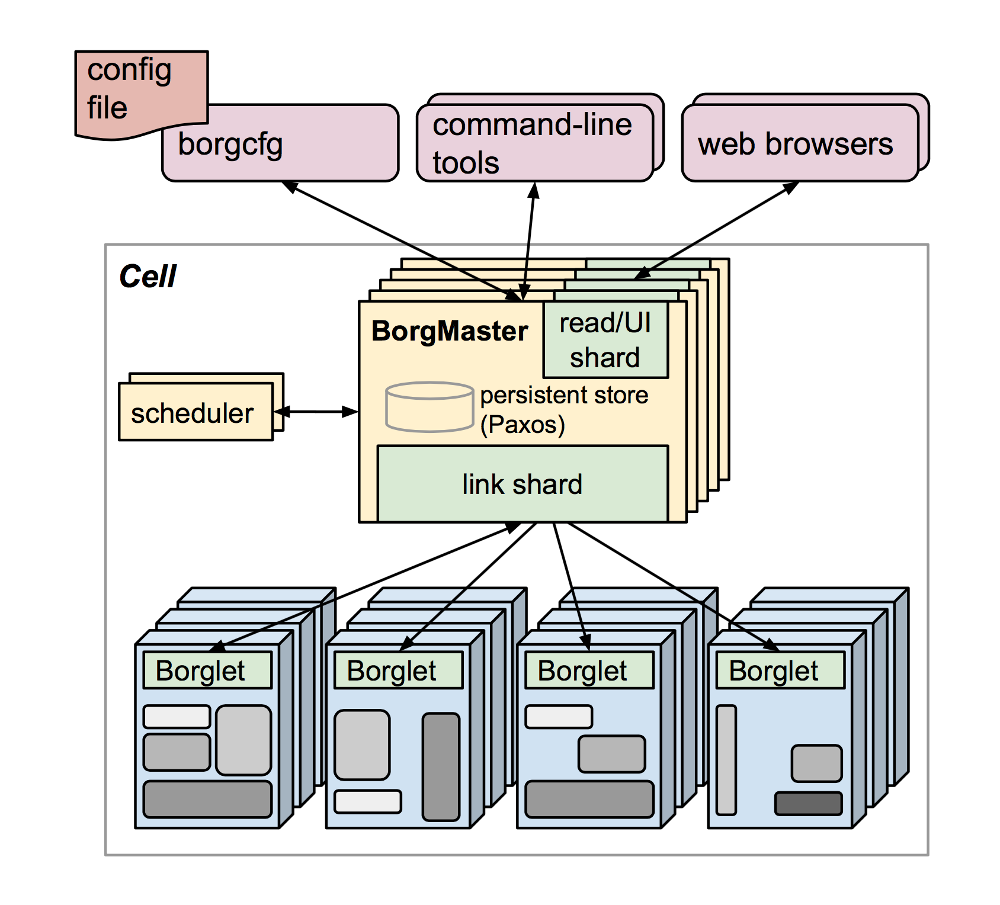 config
file
borgcfg
command-line
tools
web browsers
Cell
BorgMaster
read/UI
shard
scheduler
persistent store
(Paxos)
link shard
Borglet
Borglet
Borglet
Borglet